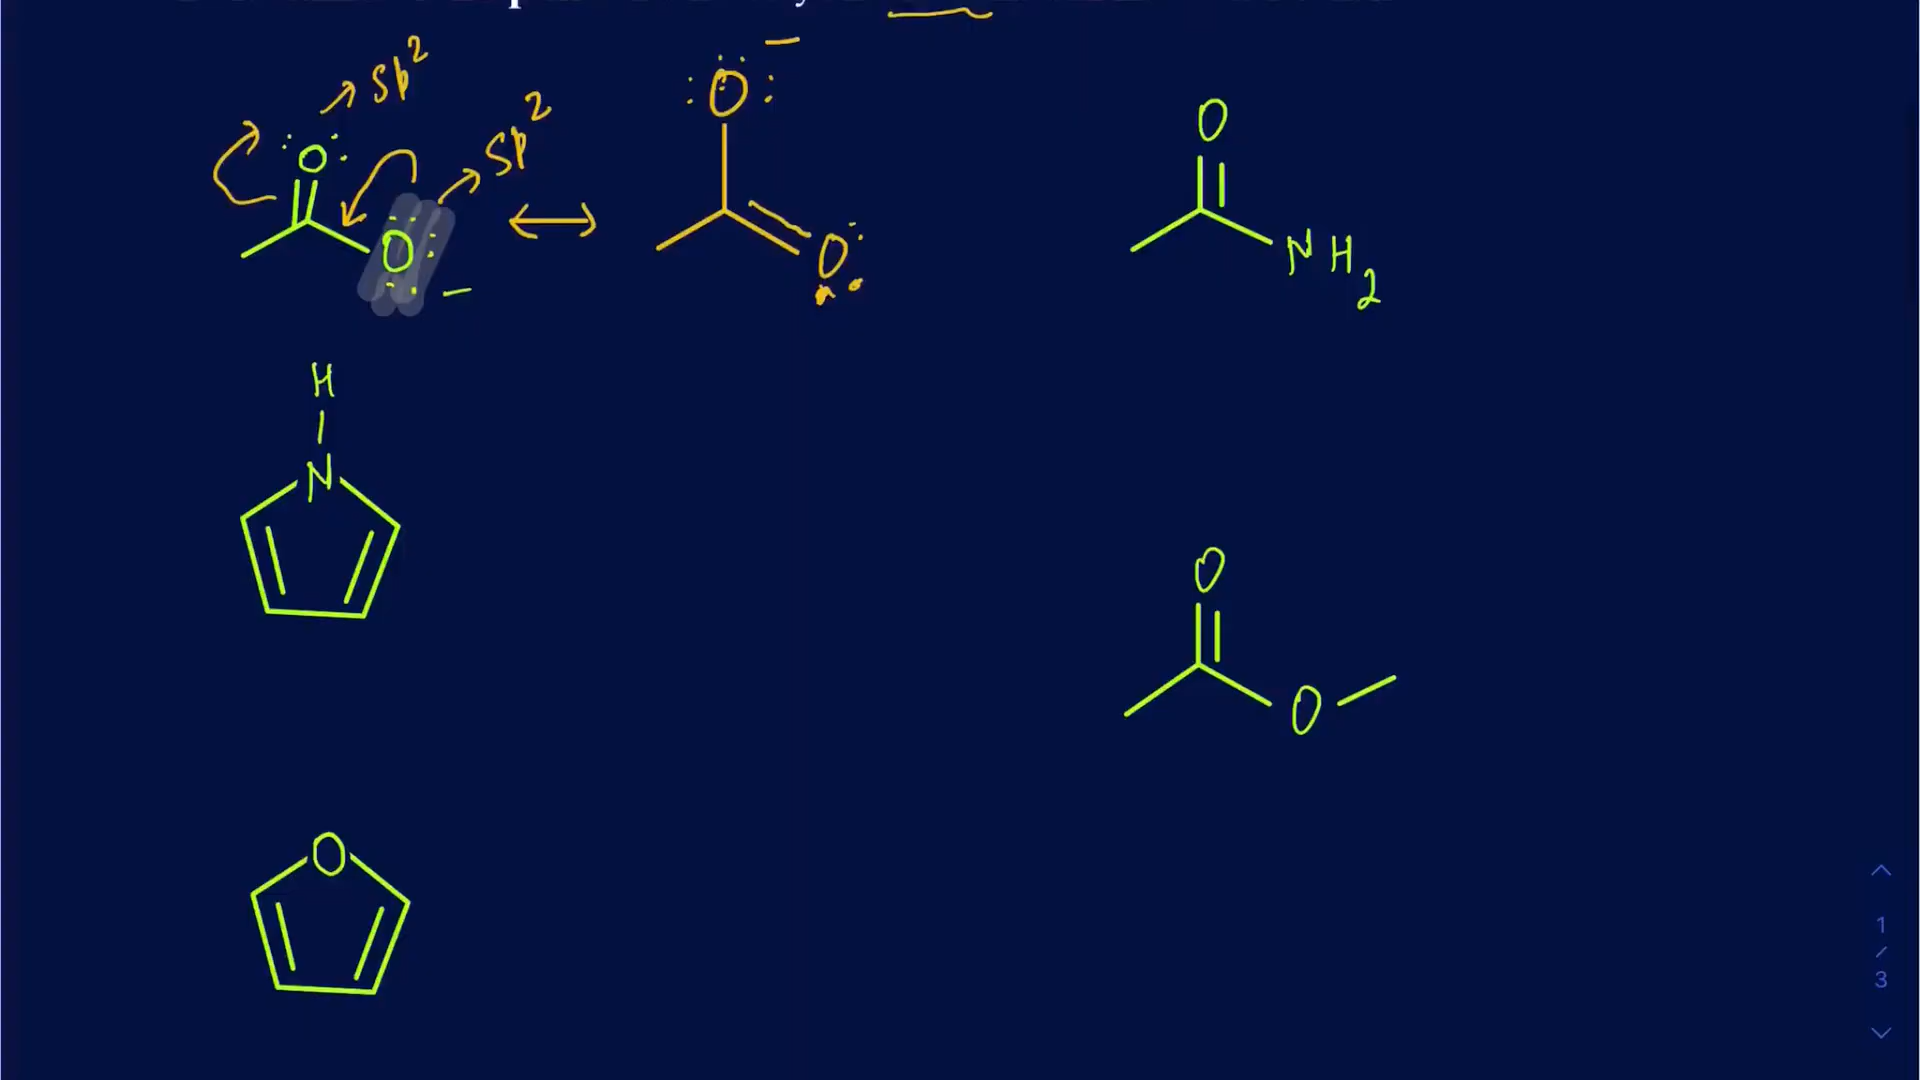 sp²
sp²
:Ö:
O
:Ö: −
:Ö: −
O
NH₂
H
N
O
O
O
1
/
3